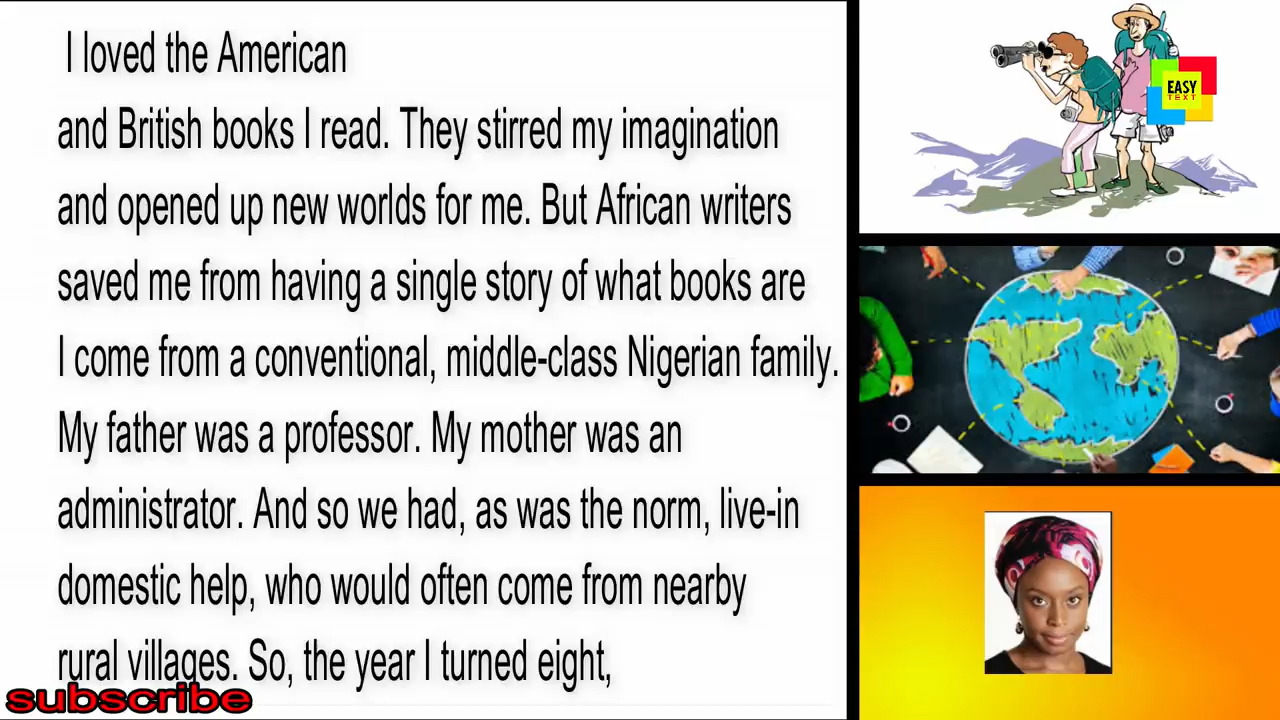 I loved the American
and British books I read. They stirred my imagination
and opened up new worlds for me. But African writers
saved me from having a single story of what books are
I come from a conventional, middle-class Nigerian family.
My father was a professor. My mother was an
administrator. And so we had, as was the norm, live-in
domestic help, who would often come from nearby
rural villages. So, the year I turned eight,
subscribe
EASY
TEXT